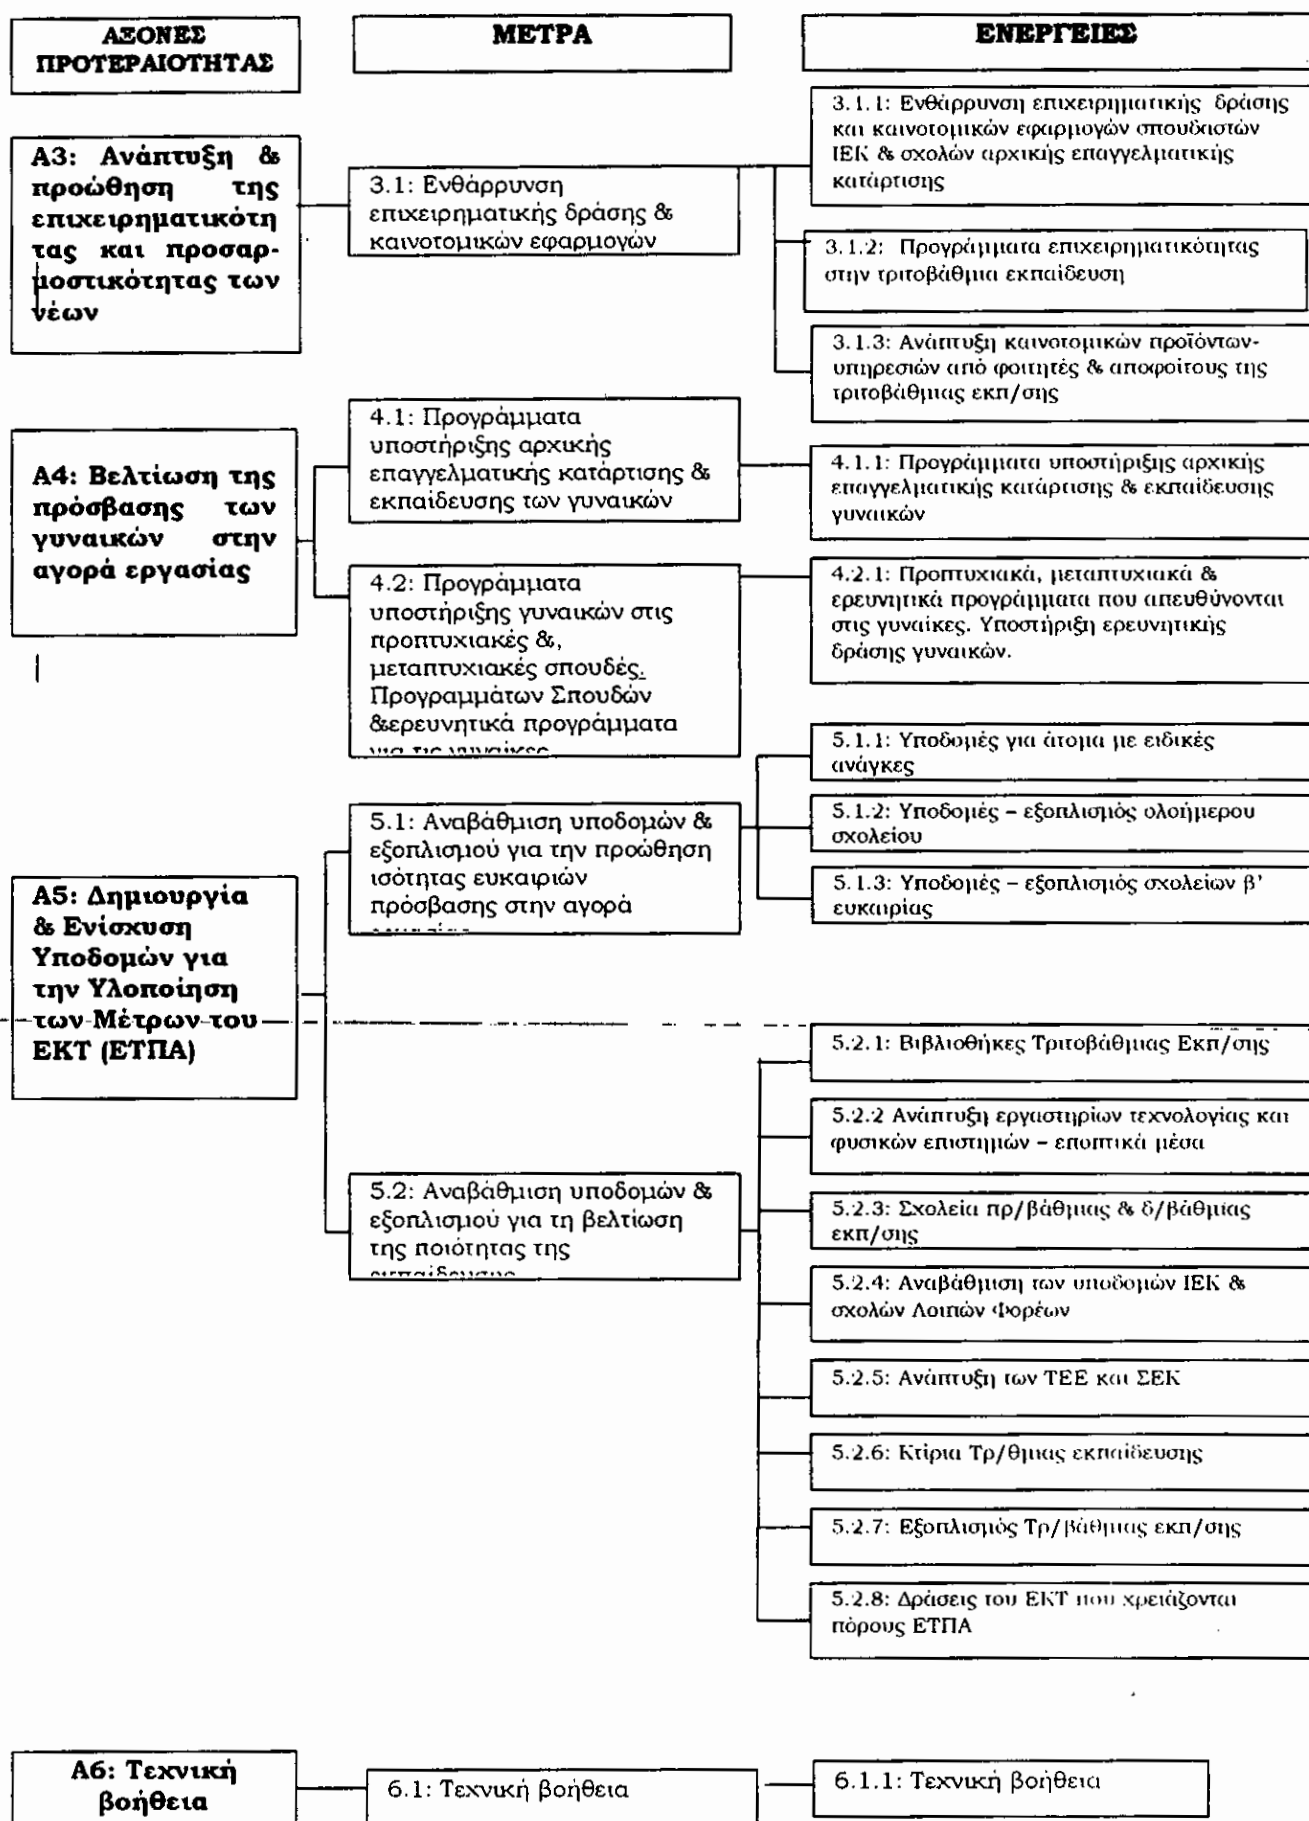 ΑΞΟΝΕΣ
ΠΡΟΤΕΡΑΙΟΤΗΤΑΣ
ΜΕΤΡΑ
ΕΝΕΡΓΕΙΕΣ
Α3: Ανάπτυξη &
προώθηση της
επιχειρηματικότη
τας και προσαρ-
μοστικότητας των
νέων
3.1: Ενθάρρυνση
επιχειρηματικής δράσης &
καινοτομικών εφαρμογών
3.1.1: Ενθάρρυνση επιχειρηματικής δράσης
και καινοτομικών εφαρμογών σπουδαστών
ΙΕΚ & σχολών αρχικής επαγγελματικής
κατάρτισης
3.1.2: Προγράμματα επιχειρηματικότητας
στην τριτοβάθμια εκπαίδευση
3.1.3: Ανάπτυξη καινοτομικών προϊόντων-
υπηρεσιών από φοιτητές & αποφοίτους της
τριτοβάθμιας εκπ/σης
Α4: Βελτίωση της
πρόσβασης των
γυναικών στην
αγορά εργασίας
4.1: Προγράμματα
υποστήριξης αρχικής
επαγγελματικής κατάρτισης &
εκπαίδευσης των γυναικών
4.1.1: Προγράμματα υποστήριξης αρχικής
επαγγελματικής κατάρτισης & εκπαίδευσης
γυναικών
4.2: Προγράμματα
υποστήριξης γυναικών στις
προπτυχιακές &,
μεταπτυχιακές σπουδές.
Προγραμμάτων Σπουδών
&ερευνητικά προγράμματα
για τις γυναίκες
4.2.1: Προπτυχιακά, μεταπτυχιακά &
ερευνητικά προγράμματα που απευθύνονται
στις γυναίκες. Υποστήριξη ερευνητικής
δράσης γυναικών.
Α5: Δημιουργία
& Ενίσχυση
Υποδομών για
την Υλοποίηση
των Μέτρων του
ΕΚΤ (ΕΤΠΑ)
5.1: Αναβάθμιση υποδομών &
εξοπλισμού για την προώθηση
ισότητας ευκαιριών
πρόσβασης στην αγορά
5.1.1: Υποδομές για άτομα με ειδικές
ανάγκες
5.1.2: Υποδομές – εξοπλισμός ολοήμερου
σχολείου
5.1.3: Υποδομές – εξοπλισμός σχολείων β'
ευκαιρίας
5.2: Αναβάθμιση υποδομών &
εξοπλισμού για τη βελτίωση
της ποιότητας της
εκπαίδευσης
5.2.1: Βιβλιοθήκες Τριτοβάθμιας Εκπ/σης
5.2.2 Ανάπτυξη εργαστηρίων τεχνολογίας και
φυσικών επιστημών – εποπτικά μέσα
5.2.3: Σχολεία πρ/βάθμιας & δ/βάθμίας
εκπ/σης
5.2.4: Αναβάθμιση των υποδομών ΙΕΚ &
σχολών Λοιπών Φορέων
5.2.5: Ανάπτυξη των ΤΕΕ και ΣΕΚ
5.2.6: Κτίρια Τρ/θμιας εκπαίδευσης
5.2.7: Εξοπλισμός Τρ/βάθμιας εκπ/σης
5.2.8: Δράσεις του ΕΚΤ που χρειάζονται
πόρους ΕΤΠΑ
Α6: Τεχνική
βοήθεια
6.1: Τεχνική βοήθεια
6.1.1: Τεχνική βοήθεια